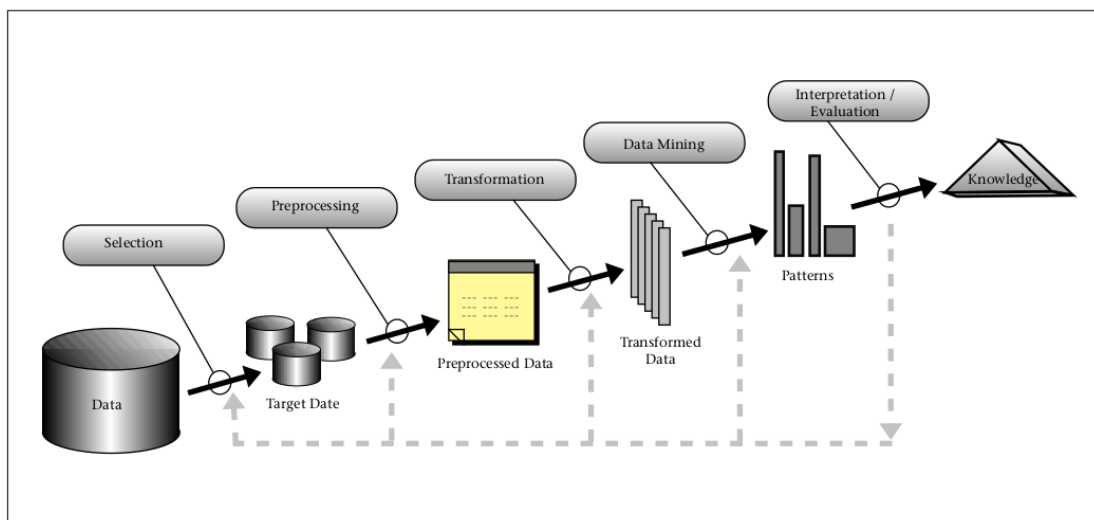 Interpretation /
Evaluation
Data Mining
Transformation
Preprocessing
Selection
Knowledge
Patterns
Transformed
Data
Preprocessed Data
Target Date
Data